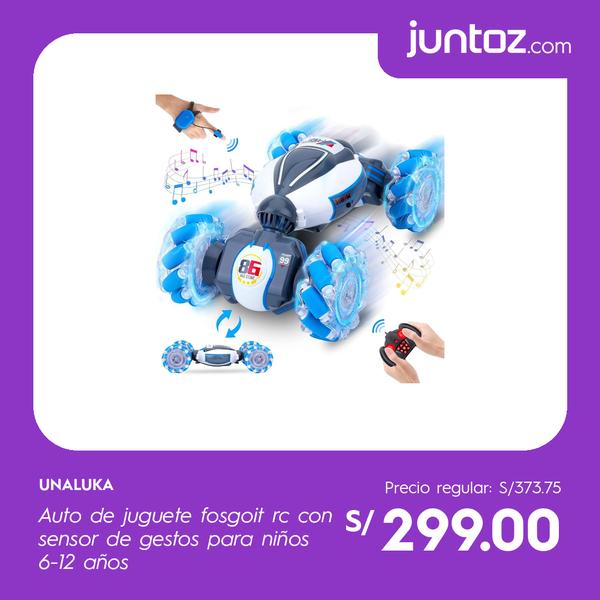 juntoz.com
86
99
UNALUKA
Auto de juguete fosgoit rc con
sensor de gestos para niños
6-12 años
Precio regular: S/373.75
S/299.00